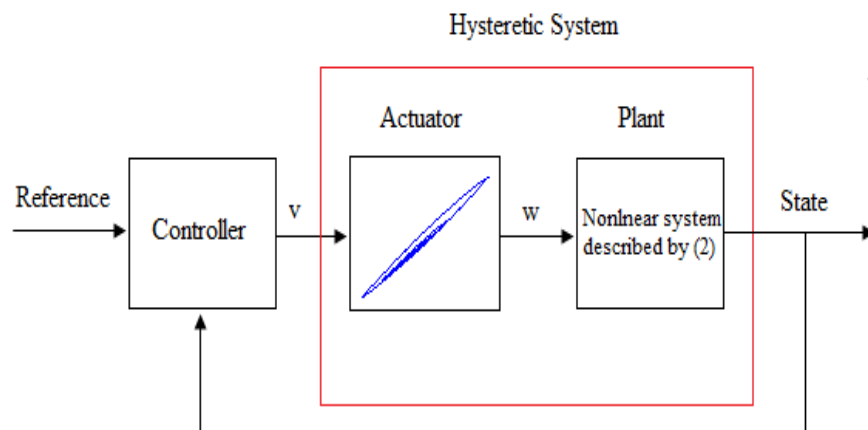 Hysteretic System
Actuator
Plant
Reference
Controller
v
w
Nonlnear system
described by (2)
State